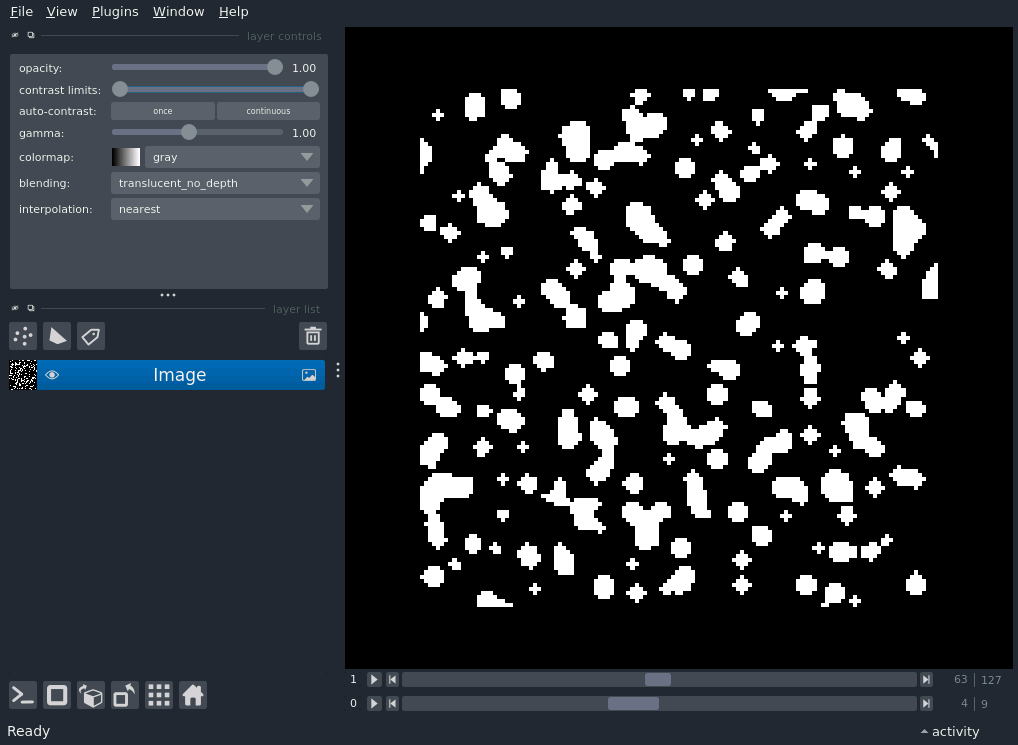 File View Plugins Window Help
layer controls
opacity: 1.00
contrast limits:
auto-contrast: once continuous
gamma: 1.00
colormap: gray
blending: translucent_no_depth
interpolation: nearest
layer list
Image
1 63 127
0 4 9
Ready activity